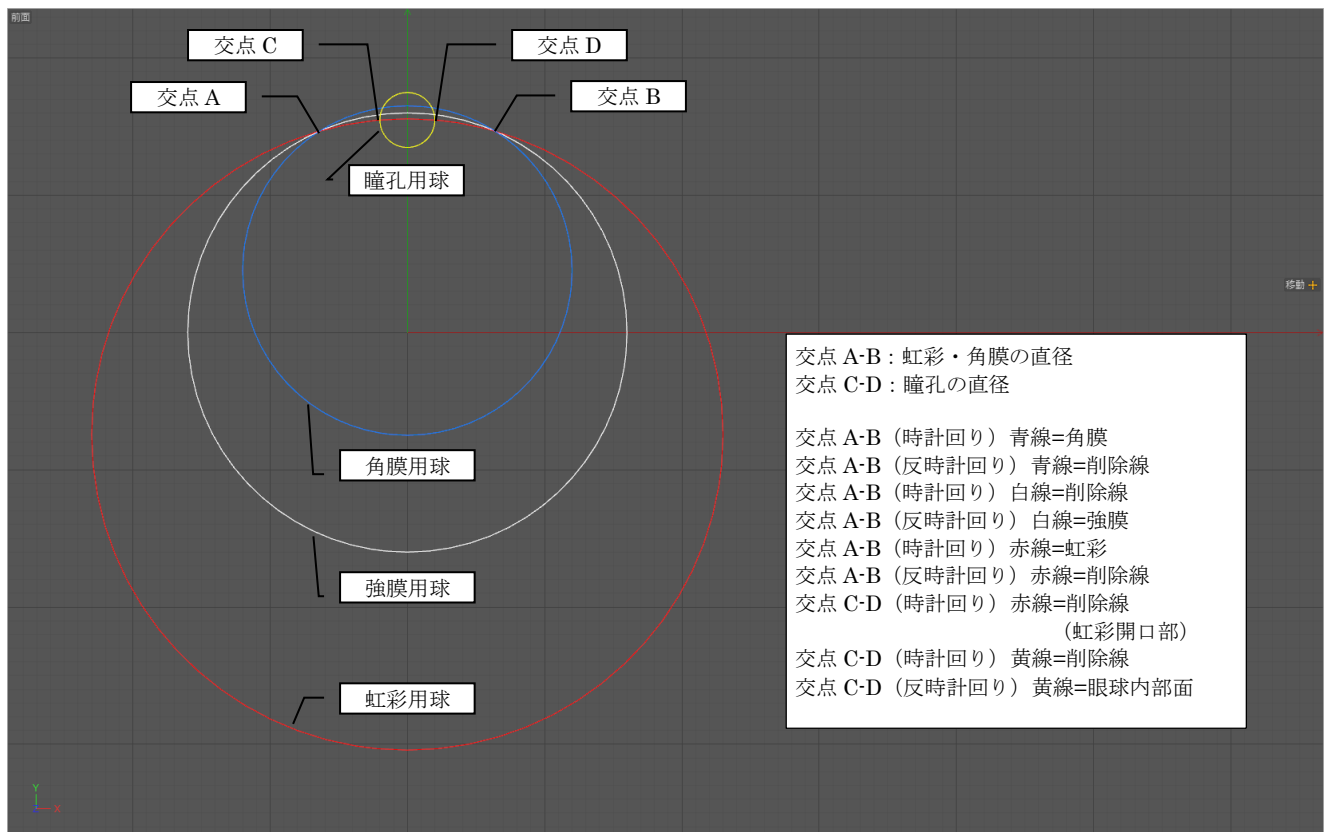 前面
交点 C
交点 D
交点 A
交点 B
瞳孔用球
移動
交点 A-B：虹彩・角膜の直径
交点 C-D：瞳孔の直径
交点 A-B（時計回り）青線=角膜
交点 A-B（反時計回り）青線=削除線
交点 A-B（時計回り）白線=削除線
交点 A-B（反時計回り）白線=強膜
交点 A-B（時計回り）赤線=虹彩
交点 A-B（反時計回り）赤線=削除線
交点 C-D（時計回り）赤線=削除線
（虹彩開口部）
交点 C-D（時計回り）黄線=削除線
交点 C-D（反時計回り）黄線=眼球内部面
角膜用球
強膜用球
虹彩用球
Y
X